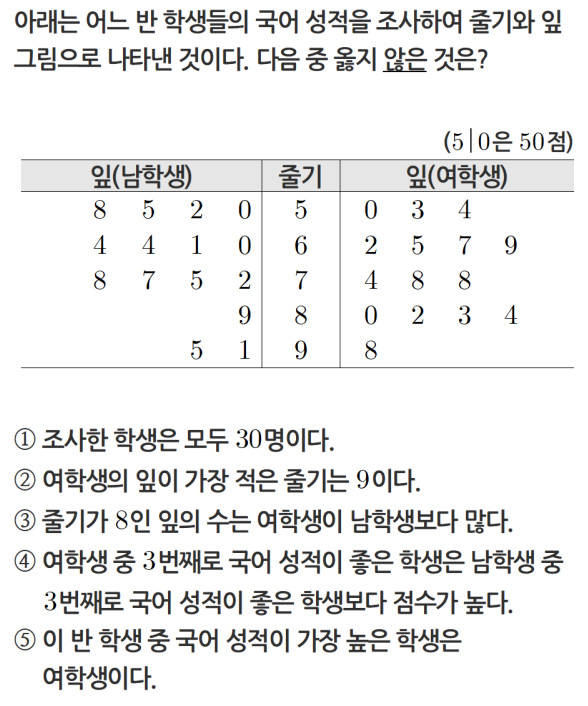 아래는 어느 반 학생들의 국어 성적을 조사하여 줄기와 잎
그림으로 나타낸 것이다. 다음 중 옳지 않은 것은?
(5|0은 50점)
잎(남학생) 줄기 잎(여학생)
8 5 2 0 5 0 3 4
4 4 1 0 6 2 5 7 9
8 7 5 2 7 4 8 8
9 8 0 2 3 4
5 1 9 8
① 조사한 학생은 모두 30명이다.
② 여학생의 잎이 가장 적은 줄기는 9이다.
③ 줄기가 8인 잎의 수는 여학생이 남학생보다 많다.
④ 여학생 중 3번째로 국어 성적이 좋은 학생은 남학생 중
3번째로 국어 성적이 좋은 학생보다 점수가 높다.
⑤ 이 반 학생 중 국어 성적이 가장 높은 학생은
여학생이다.